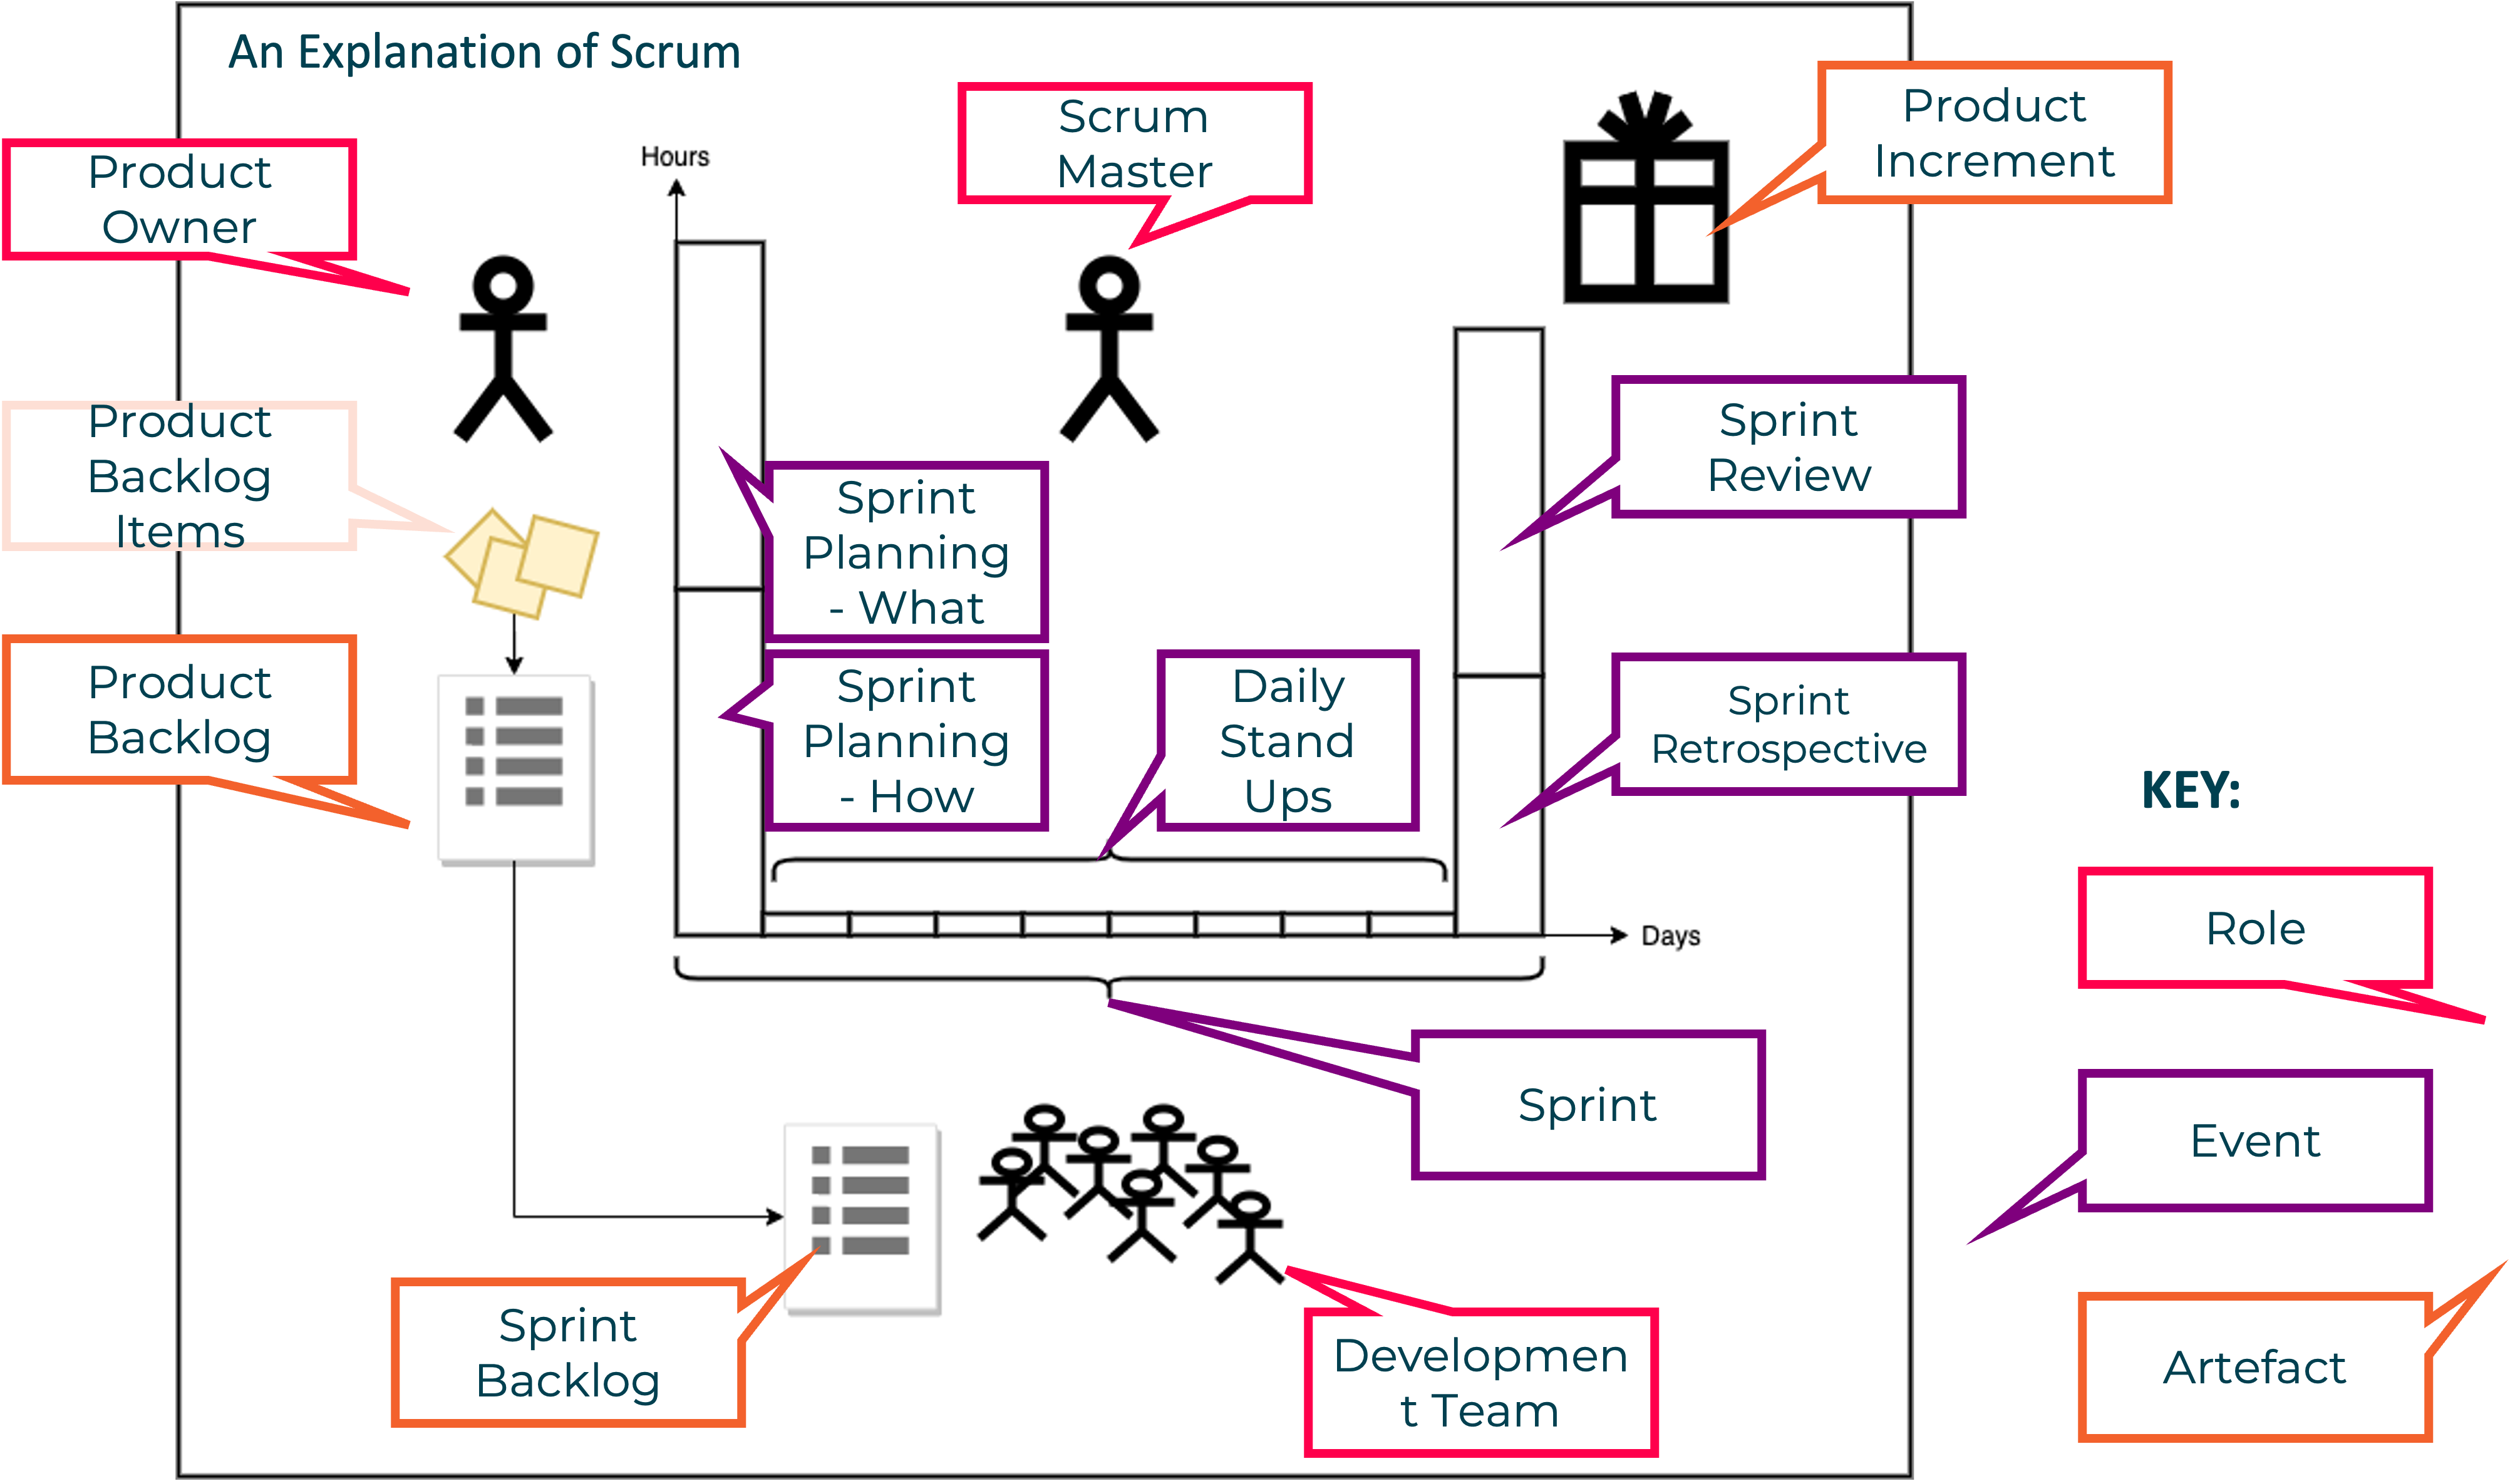 An Explanation of Scrum
Product
Owner
Scrum
Master
Product
Increment
Hours
Product
Backlog
Items
Sprint
Planning
- What
Sprint
Review
Product
Backlog
Sprint
Planning
- How
Daily
Stand
Ups
Sprint
Retrospective
Days
Sprint
Sprint
Backlog
Developmen
t Team
KEY:
Role
Event
Artefact